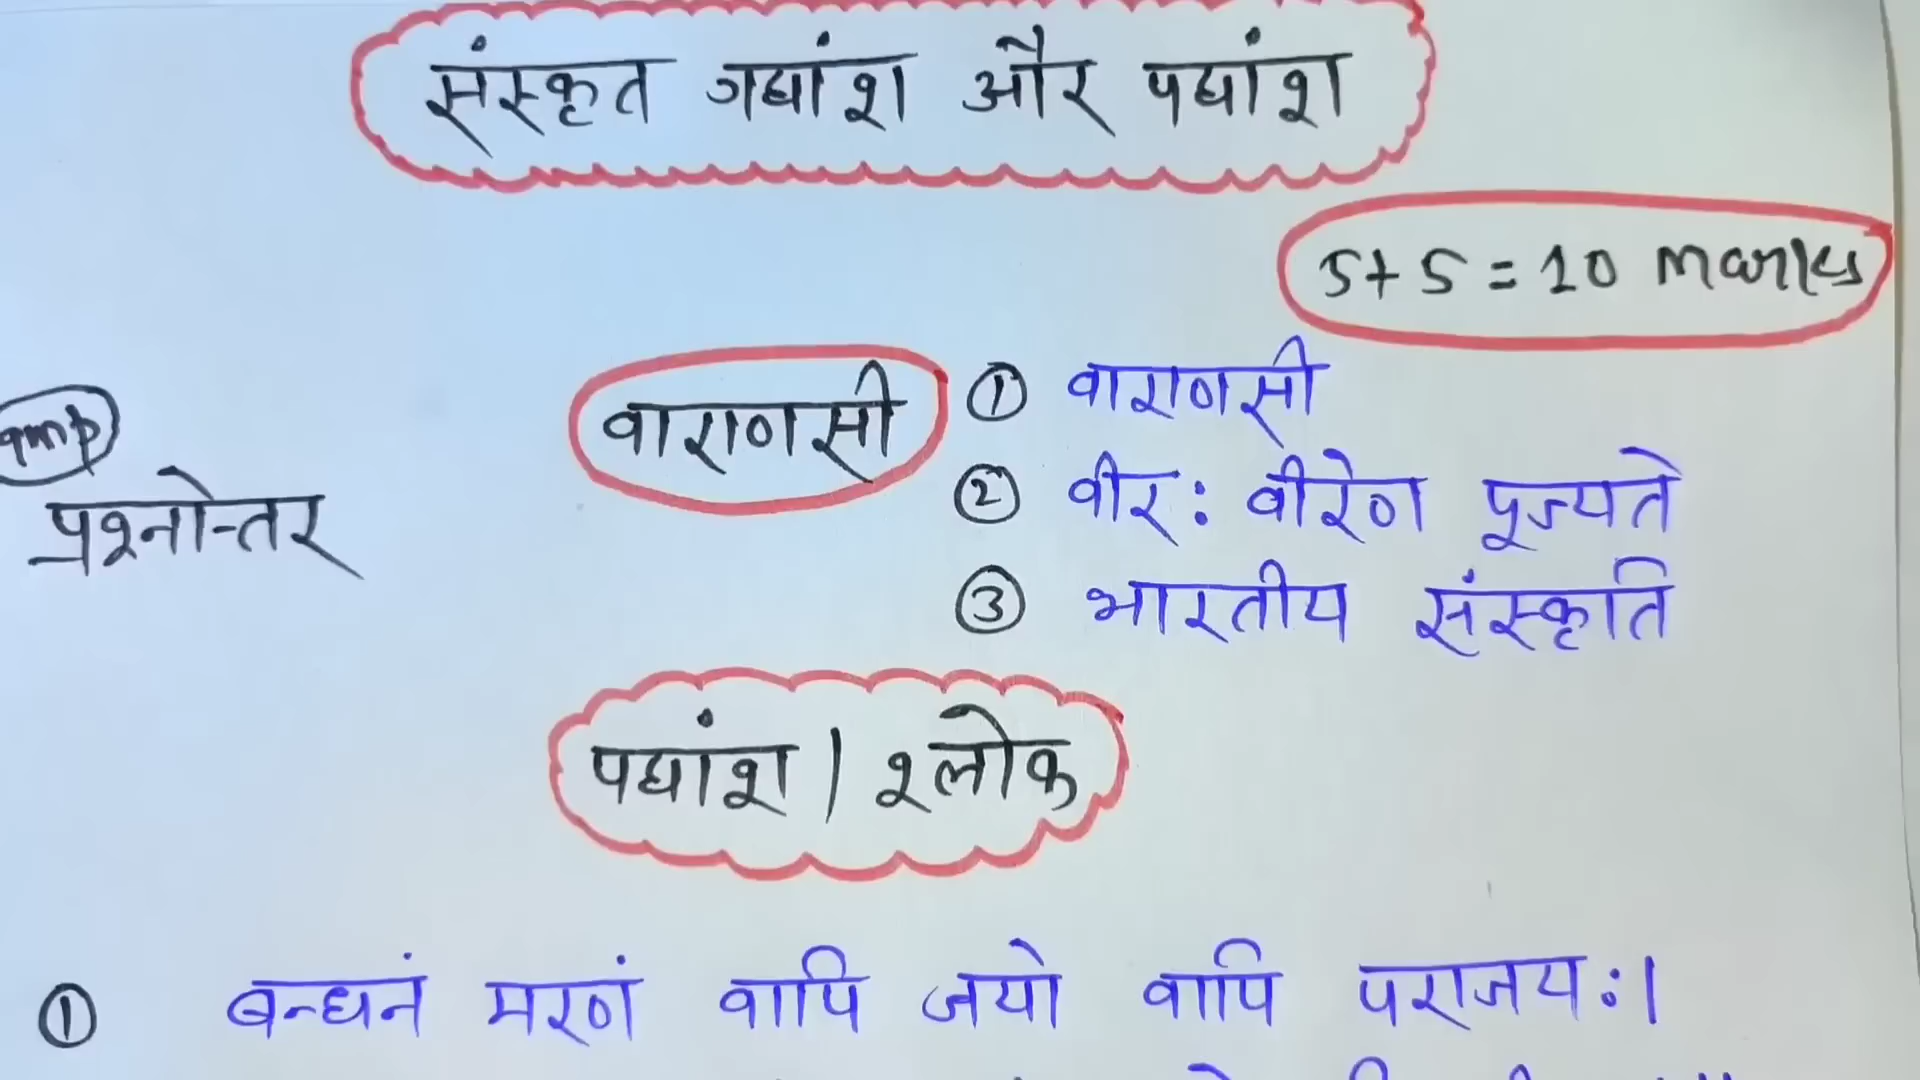 संस्कृत गद्यांश और पद्यांश
5+5=10 marks
वाराणसी
① वाराणसी
② वीर: वीरेण पूज्यते
③ भारतीय संस्कृति
imp
प्रश्नोत्तर
पद्यांश / श्लोक
① बन्धनं मरणं वापि जयो वापि पराजय:।